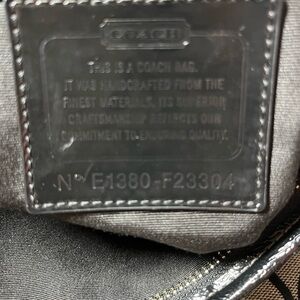 COACH
THIS IS A COACH BAG.
IT WAS HANDCRAFTED FROM THE
FINEST MATERIALS. ITS SUPERIOR
CRAFTSMANSHIP REFLECTS OUR
COMMITMENT TO ENDURING QUALITY.
Nº E1380-F23304